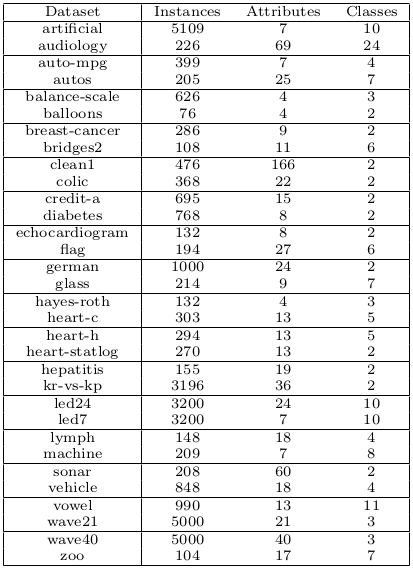 Dataset Instances Attributes Classes
artificial 5109 7 10
audiology 226 69 24
auto-mpg 399 7 4
autos 205 25 7
balance-scale 626 4 3
balloons 76 4 2
breast-cancer 286 9 2
bridges2 108 11 6
clean1 476 166 2
colic 368 22 2
credit-a 695 15 2
diabetes 768 8 2
echocardiogram 132 8 2
flag 194 27 6
german 1000 24 2
glass 214 9 7
hayes-roth 132 4 3
heart-c 303 13 5
heart-h 294 13 5
heart-statlog 270 13 2
hepatitis 155 19 2
kr-vs-kp 3196 36 2
led24 3200 24 10
led7 3200 7 10
lymph 148 18 4
machine 209 7 8
sonar 208 60 2
vehicle 848 18 4
vowel 990 13 11
wave21 5000 21 3
wave40 5000 40 3
zoo 104 17 7